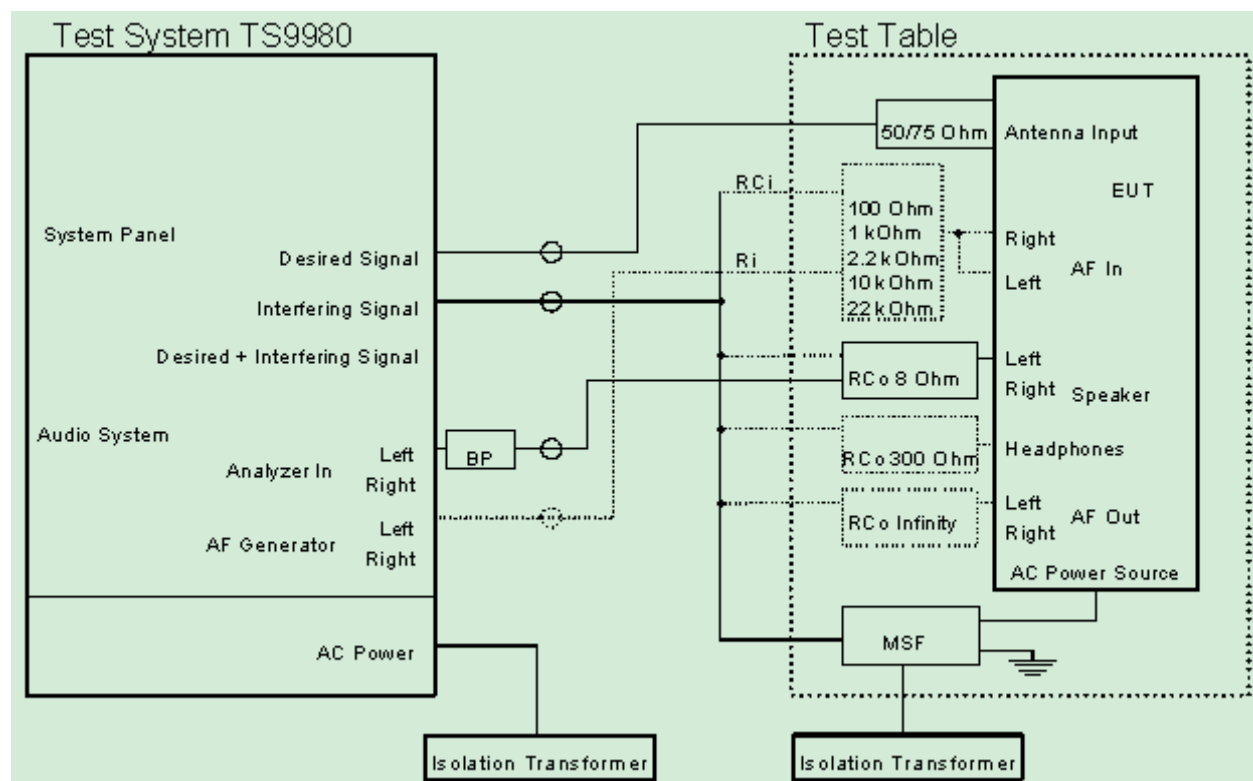 Test System TS9980
Test Table
50/75 Ohm
Antenna Input
RCi
EUT
100 Ohm
1 kOhm
2.2 kOhm
10 kOhm
22 kOhm
System Panel
Desired Signal
Right
Left
AF In
Ri
Interfering Signal
Desired + Interfering Signal
RCo 8 Ohm
Left
Right
Speaker
Audio System
Left
Right
Analyzer In
BP
RCo 300 Ohm
Headphones
Left
Right
AF Generator
RCo Infinity
Left
Right
AF Out
AC Power Source
AC Power
MSF
Isolation Transformer
Isolation Transformer